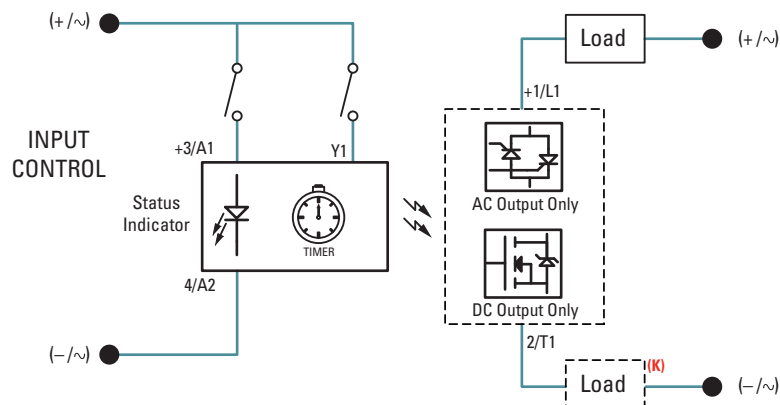 (+/∿)
INPUT
CONTROL
+3/A1
Y1
Status
Indicator
TIMER
4/A2
(−/∿)
Load
(+/∿)
+1/L1
AC Output Only
DC Output Only
2/T1
Load
(K)
(−/∿)